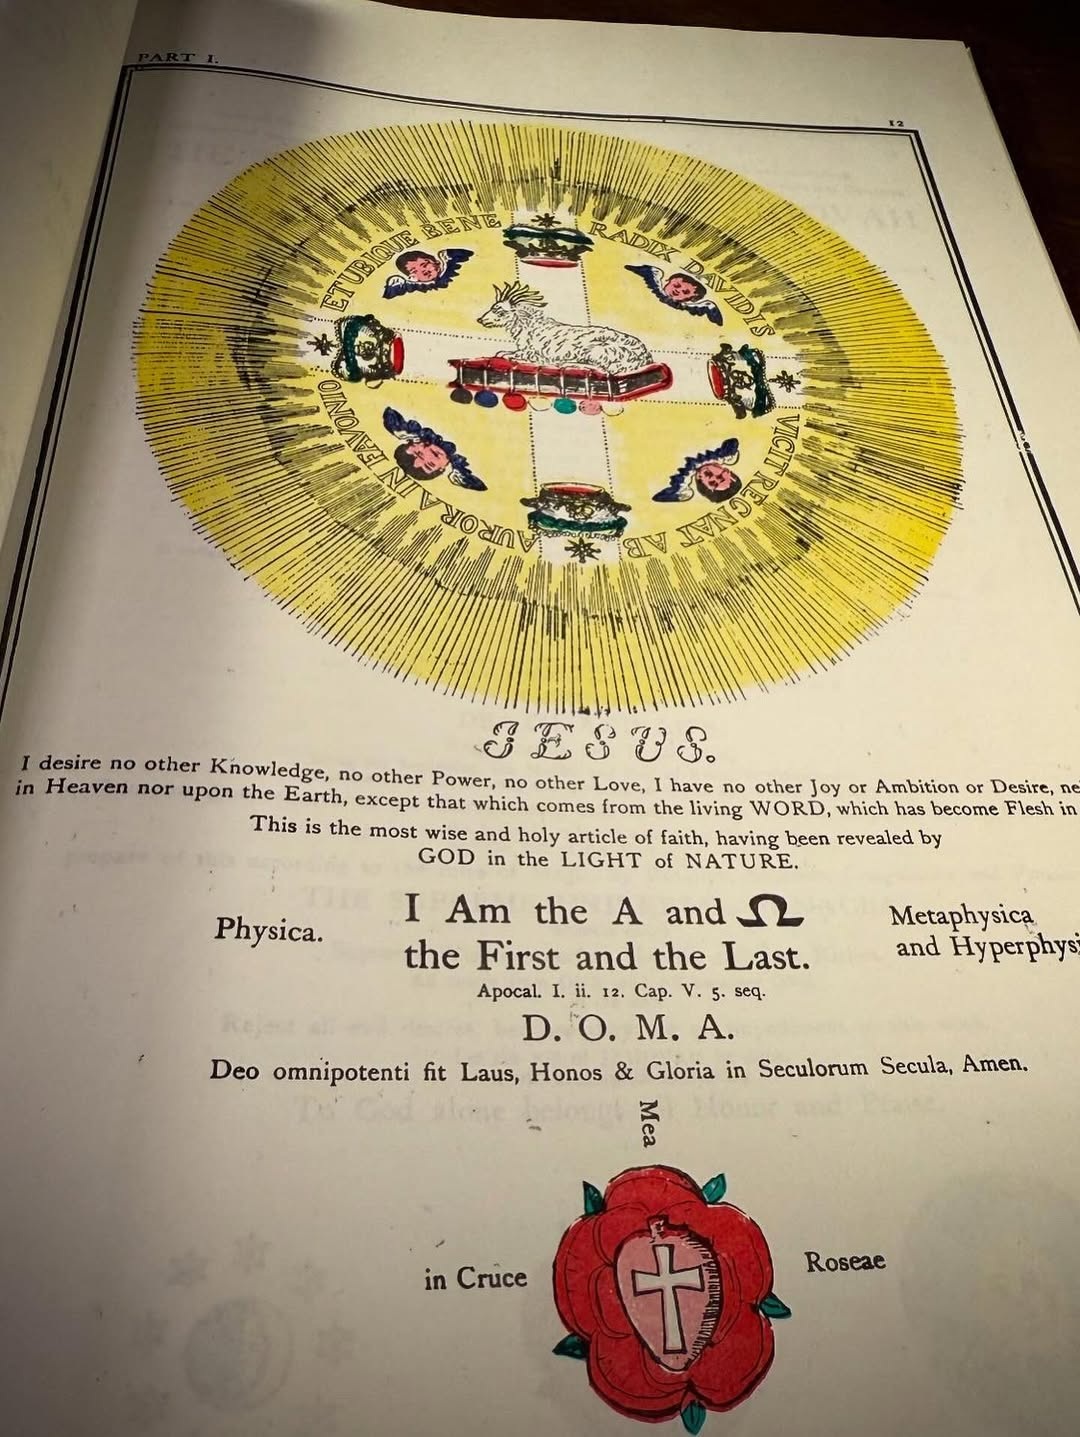 PART I.
12
ET UBIQUE BENE
RADIX DAVIDIS
VICIT REGNAT AB
AURORA IN FAVONIO
JESUS.
I desire no other Knowledge, no other Power, no other Love, I have no other Joy or Ambition or Desire, ne
in Heaven nor upon the Earth, except that which comes from the living WORD, which has become Flesh in
This is the most wise and holy article of faith, having been revealed by
GOD in the LIGHT of NATURE.
Physica.
I Am the A and Ω
the First and the Last.
Metaphysica
and Hyperphysi
Apocal. I. ii. 12. Cap. V. 5. seq.
D. O. M. A.
Deo omnipotenti fit Laus, Honos & Gloria in Seculorum Secula, Amen.
Mea
in Cruce
Roseae